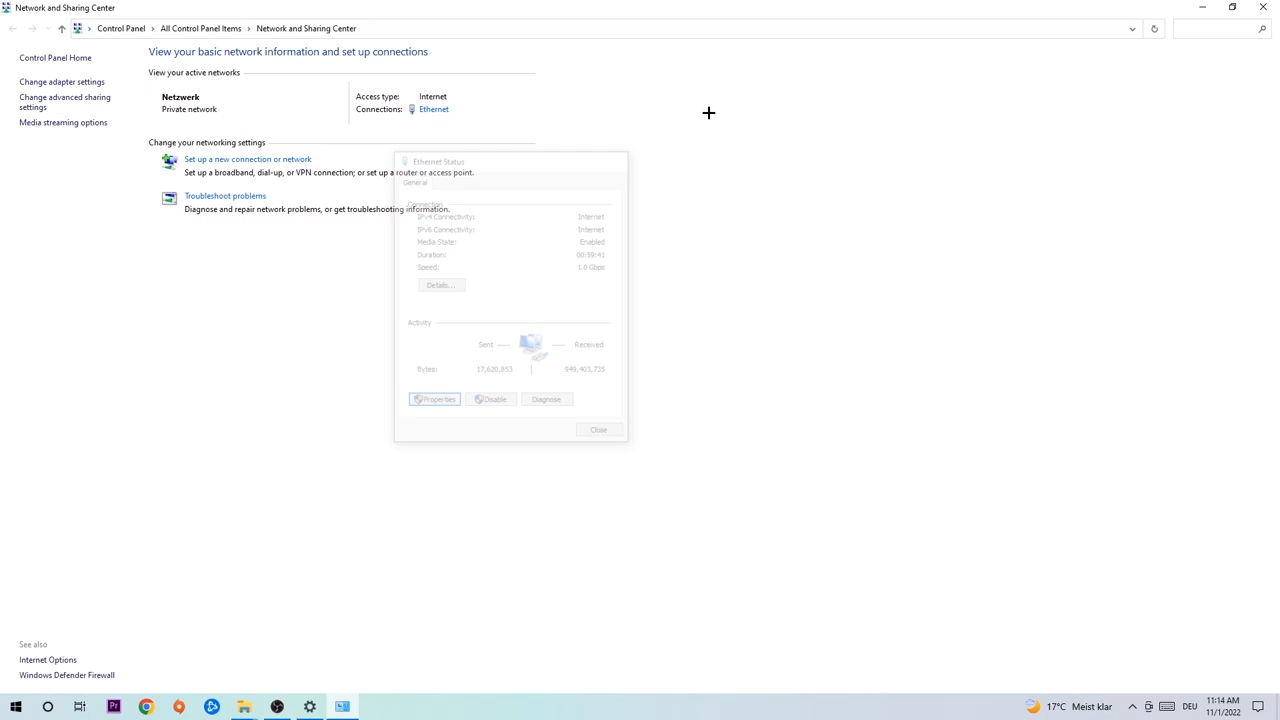 Network and Sharing Center
Control Panel > All Control Panel Items > Network and Sharing Center
Control Panel Home
Change adapter settings
Change advanced sharing
settings
Media streaming options
View your basic network information and set up connections
View your active networks
Netzwerk
Private network
Access type: Internet
Connections: Ethernet
Change your networking settings
Set up a new connection or network
Set up a broadband, dial-up, or VPN connection; or set up a router or access point.
Troubleshoot problems
Diagnose and repair network problems, or get troubleshooting information.
Ethernet Status
General
Connection
IPv4 Connectivity: Internet
IPv6 Connectivity: Internet
Media State: Enabled
Duration: 00:59:41
Speed: 1.0 Gbps
Details...
Activity
Sent — Received
Bytes: 17,620,853 | 949,403,735
Properties Disable Diagnose
Close
See also
Internet Options
Windows Defender Firewall
Pr
17°C Meist klar
DEU
11:14 AM
11/1/2022